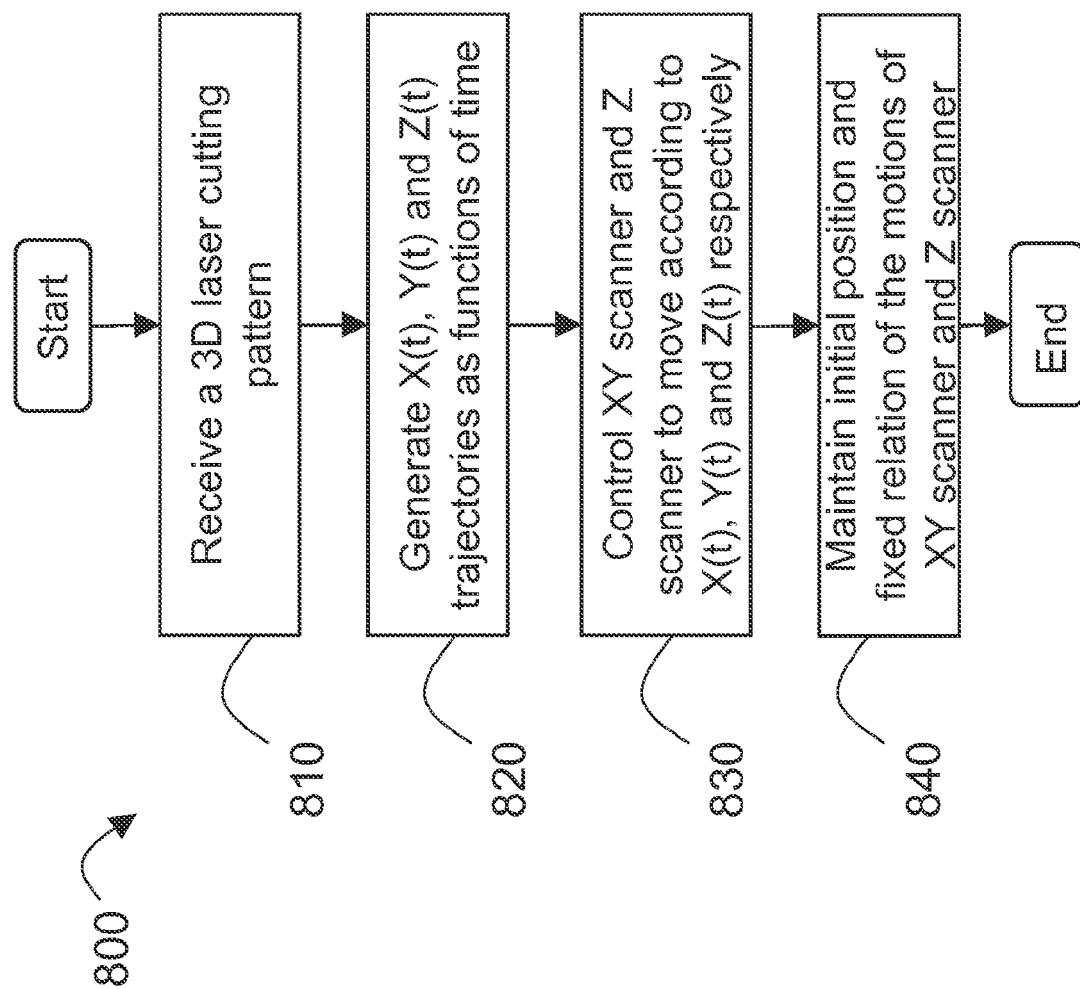 800
Start
810
Receive a 3D laser cutting
pattern
820
Generate X(t), Y(t) and Z(t)
trajectories as functions of time
830
Control XY scanner and Z
scanner to move according to
X(t), Y(t) and Z(t) respectively
840
Maintain initial position and
fixed relation of the motions of
XY scanner and Z scanner
End